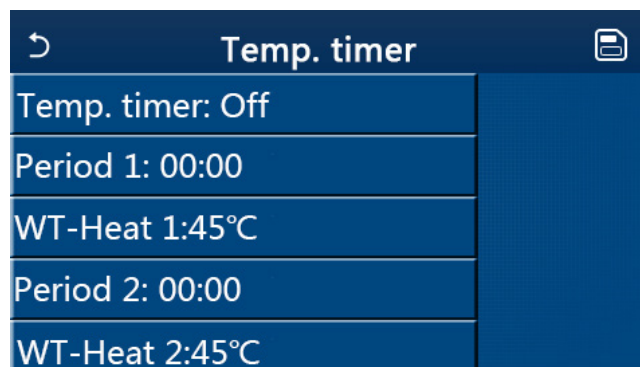 Temp. timer
Temp. timer: Off
Period 1: 00:00
WT-Heat 1:45℃
Period 2: 00:00
WT-Heat 2:45℃